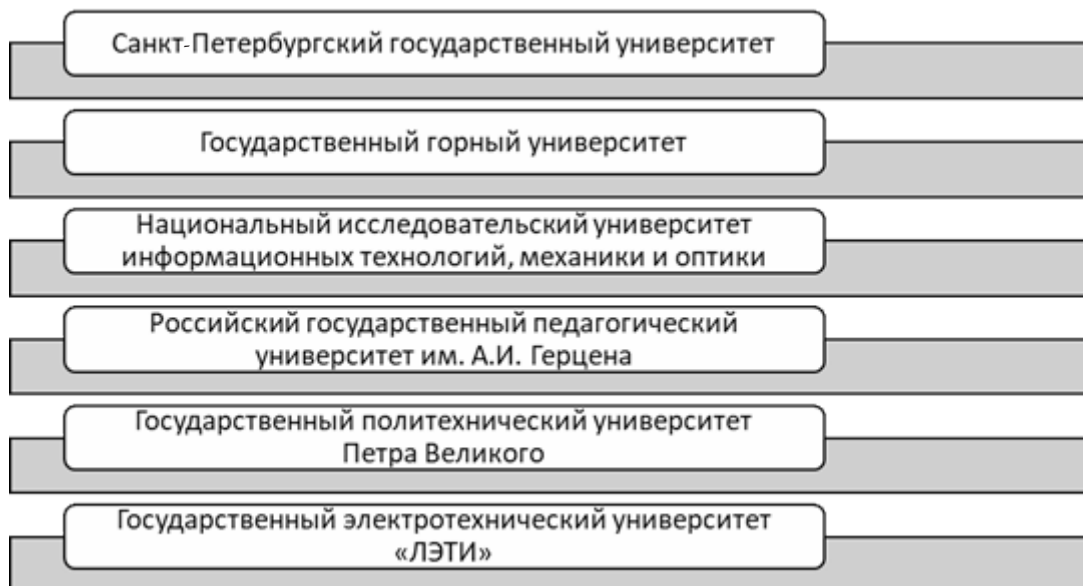 Санкт-Петербургский государственный университет
Государственный горный университет
Национальный исследовательский университет
информационных технологий, механики и оптики
Российский государственный педагогический
университет им. А.И. Герцена
Государственный политехнический университет
Петра Великого
Государственный электротехнический университет
«ЛЭТИ»